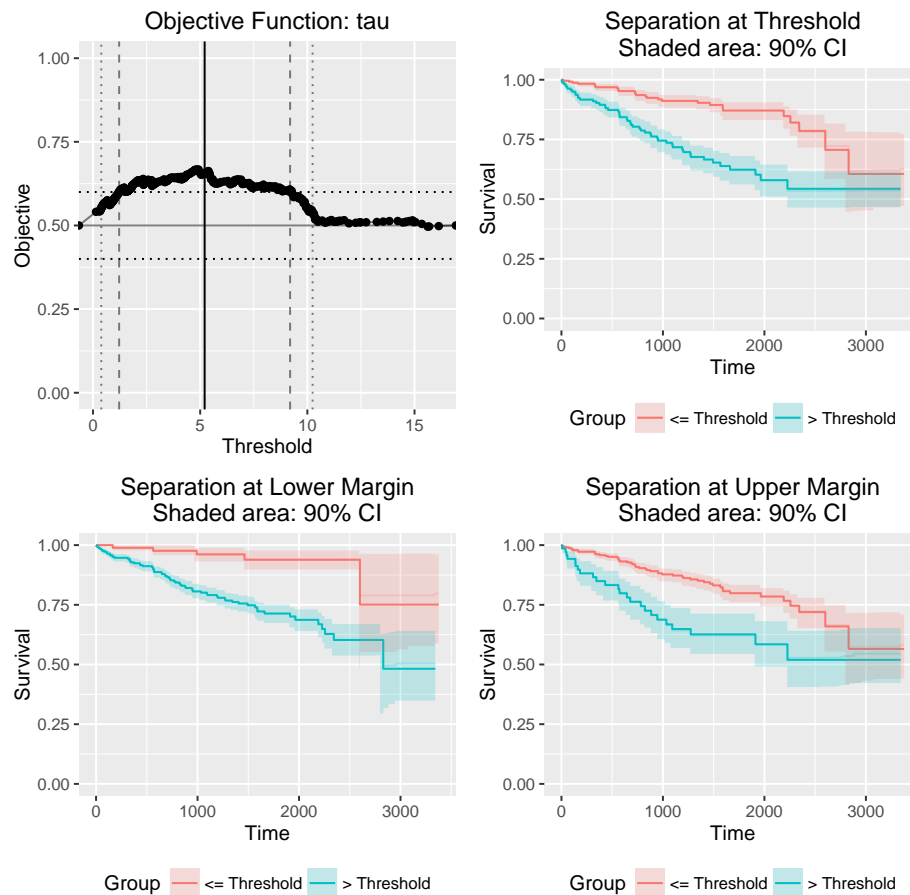 Objective Function: tau
1.00
0.75
0.50
0.25
0.00
Objective
0 5 10 15
Threshold
Separation at Threshold
Shaded area: 90% CI
1.00
0.75
0.50
0.25
0.00
Survival
0 1000 2000 3000
Time
Group <= Threshold > Threshold
Separation at Lower Margin
Shaded area: 90% CI
1.00
0.75
0.50
0.25
0.00
Survival
0 1000 2000 3000
Time
Group <= Threshold > Threshold
Separation at Upper Margin
Shaded area: 90% CI
1.00
0.75
0.50
0.25
0.00
Survival
0 1000 2000 3000
Time
Group <= Threshold > Threshold